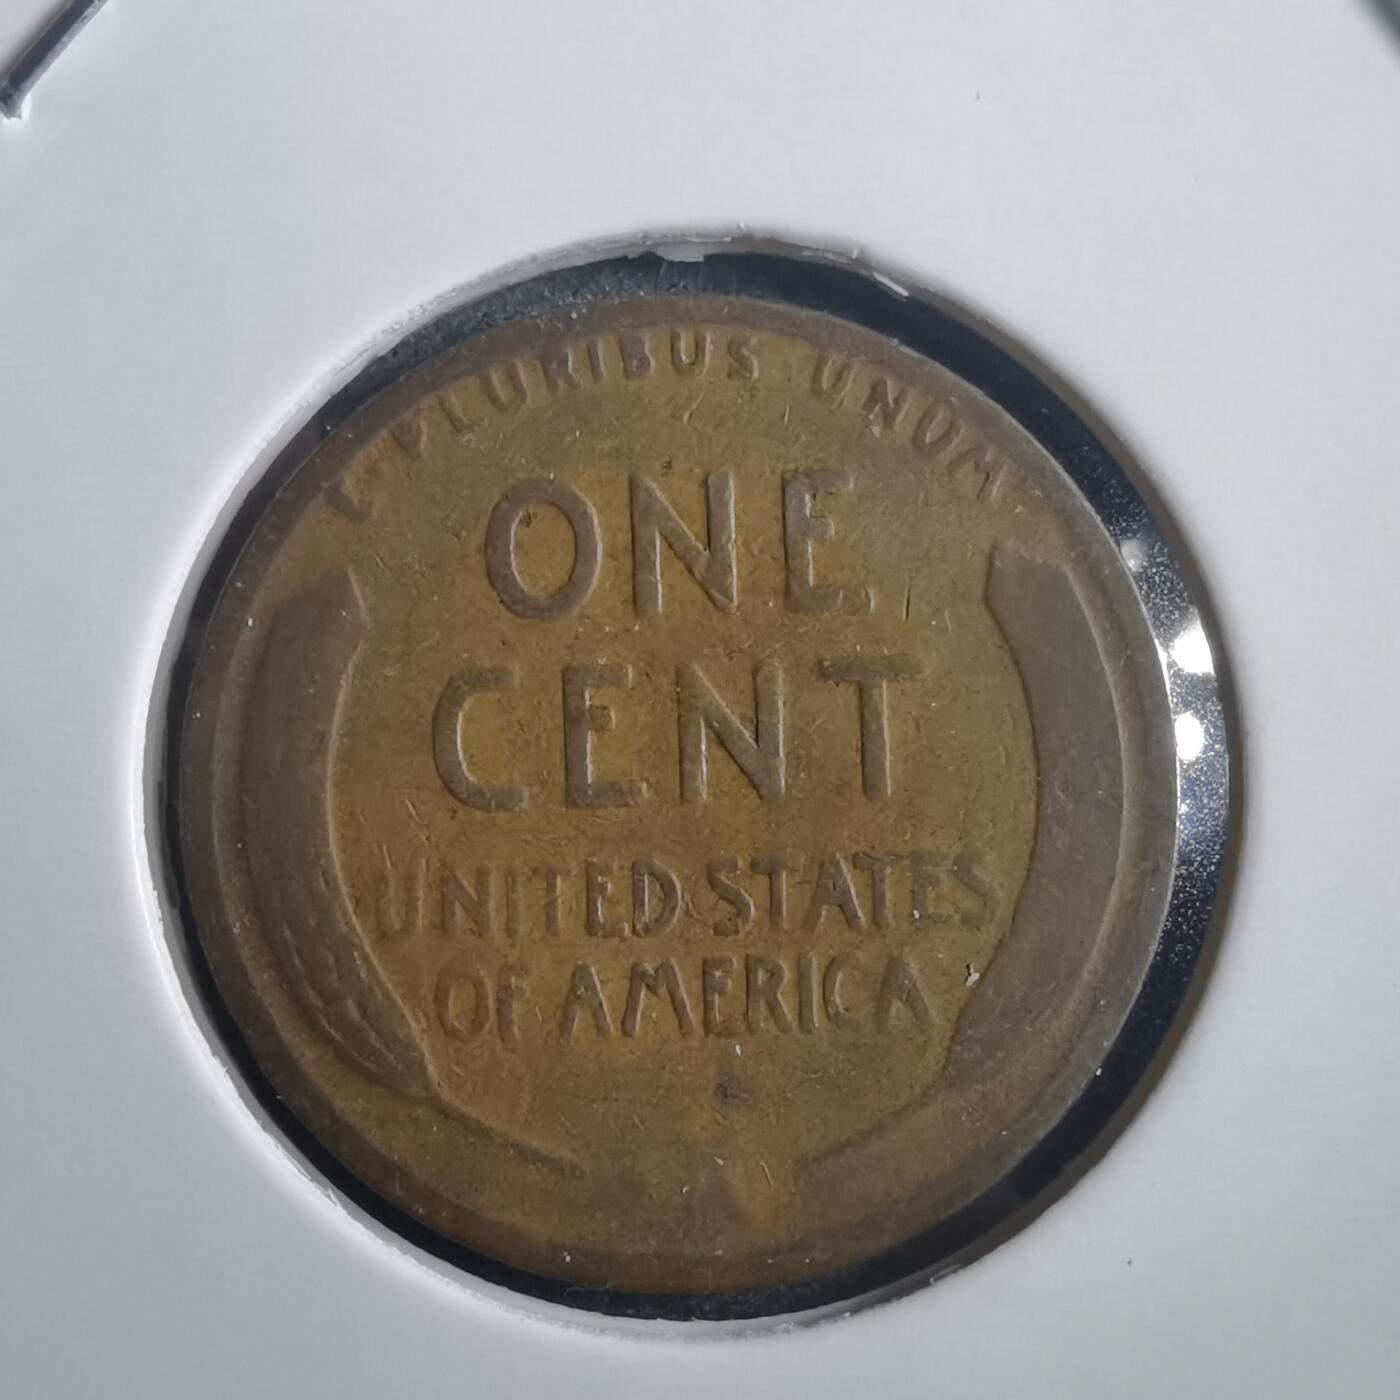 E PLURIBUS UNUM
ONE
CENT
UNITED STATES
OF AMERICA